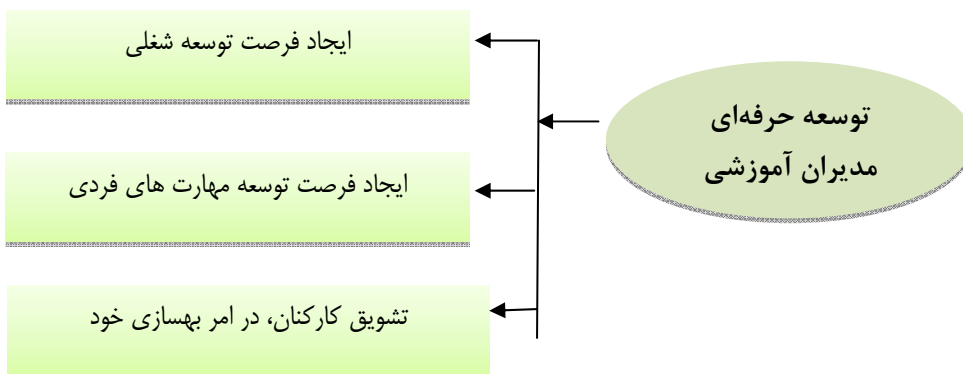 توسعه حرفه‌ای
مدیران آموزشی
ایجاد فرصت توسعه شغلی
ایجاد فرصت توسعه مهارت های فردی
تشویق کارکنان، در امر بهسازی خود